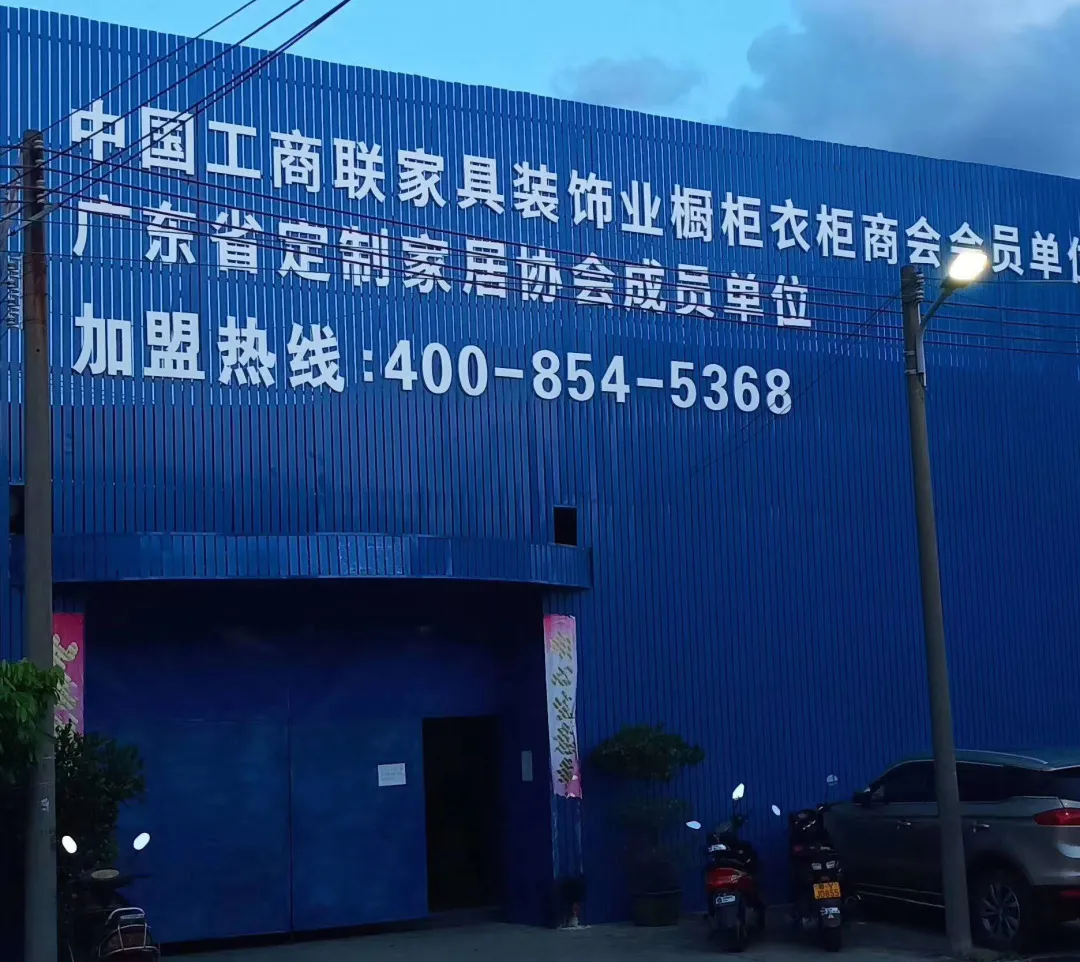 中国工商联家具装饰业橱柜衣柜商会会员单位
广东省定制家居协会成员单位
加盟热线:400-854-5368